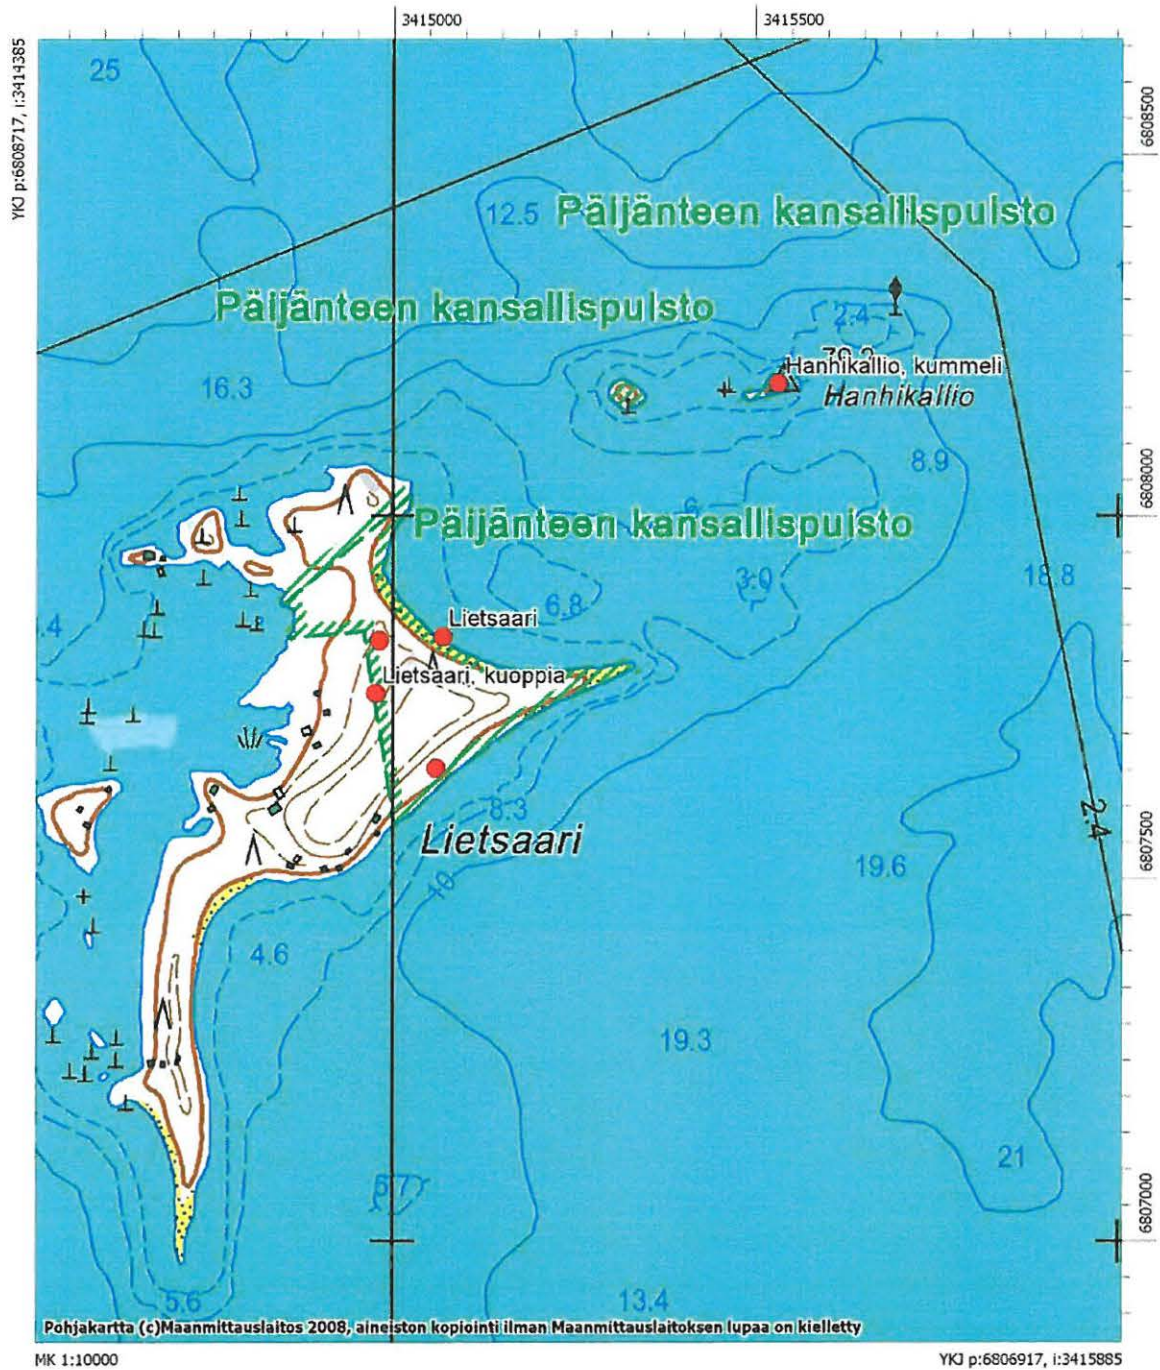 3415000
3415500
YKJ p:6808717, i:3414385
25
6808500
12.5
Päijänteen kansallispuisto
Päijänteen kansallispuisto
2.4
16.3
Hanhikallio, kummeli
Hanhikallio
8.9
6808000
6
Päijänteen kansallispuisto
3.0
18.8
6.8
.4
Lietsaari
Lietsaari, kuoppia
8.3
2.4
Lietsaari
6807500
19.6
10
4.6
19.3
21
5.7
6807000
5.6
13.4
Pohjakartta (c)Maanmittauslaitos 2008, aineiston kopiointi ilman Maanmittauslaitoksen lupaa on kielletty
MK 1:10000
YKJ p:6806917, i:3415885